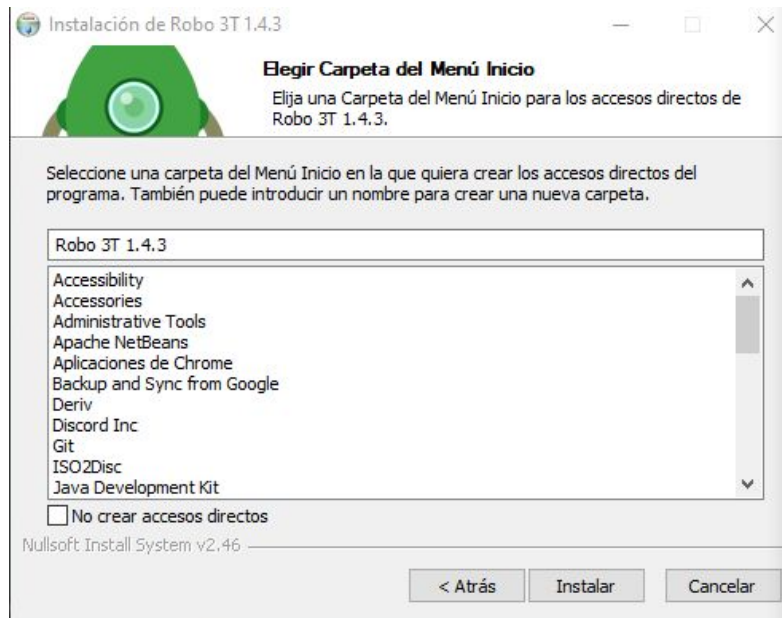 Instalación de Robo 3T 1.4.3
Elegir Carpeta del Menú Inicio
Elija una Carpeta del Menú Inicio para los accesos directos de
Robo 3T 1.4.3.
Seleccione una carpeta del Menú Inicio en la que quiera crear los accesos directos del
programa. También puede introducir un nombre para crear una nueva carpeta.
Robo 3T 1.4.3
Accessibility
Accessories
Administrative Tools
Apache NetBeans
Aplicaciones de Chrome
Backup and Sync from Google
Deriv
Discord Inc
Git
ISO2Disc
Java Development Kit
No crear accesos directos
Nullsoft Install System v2.46
< Atrás Instalar Cancelar